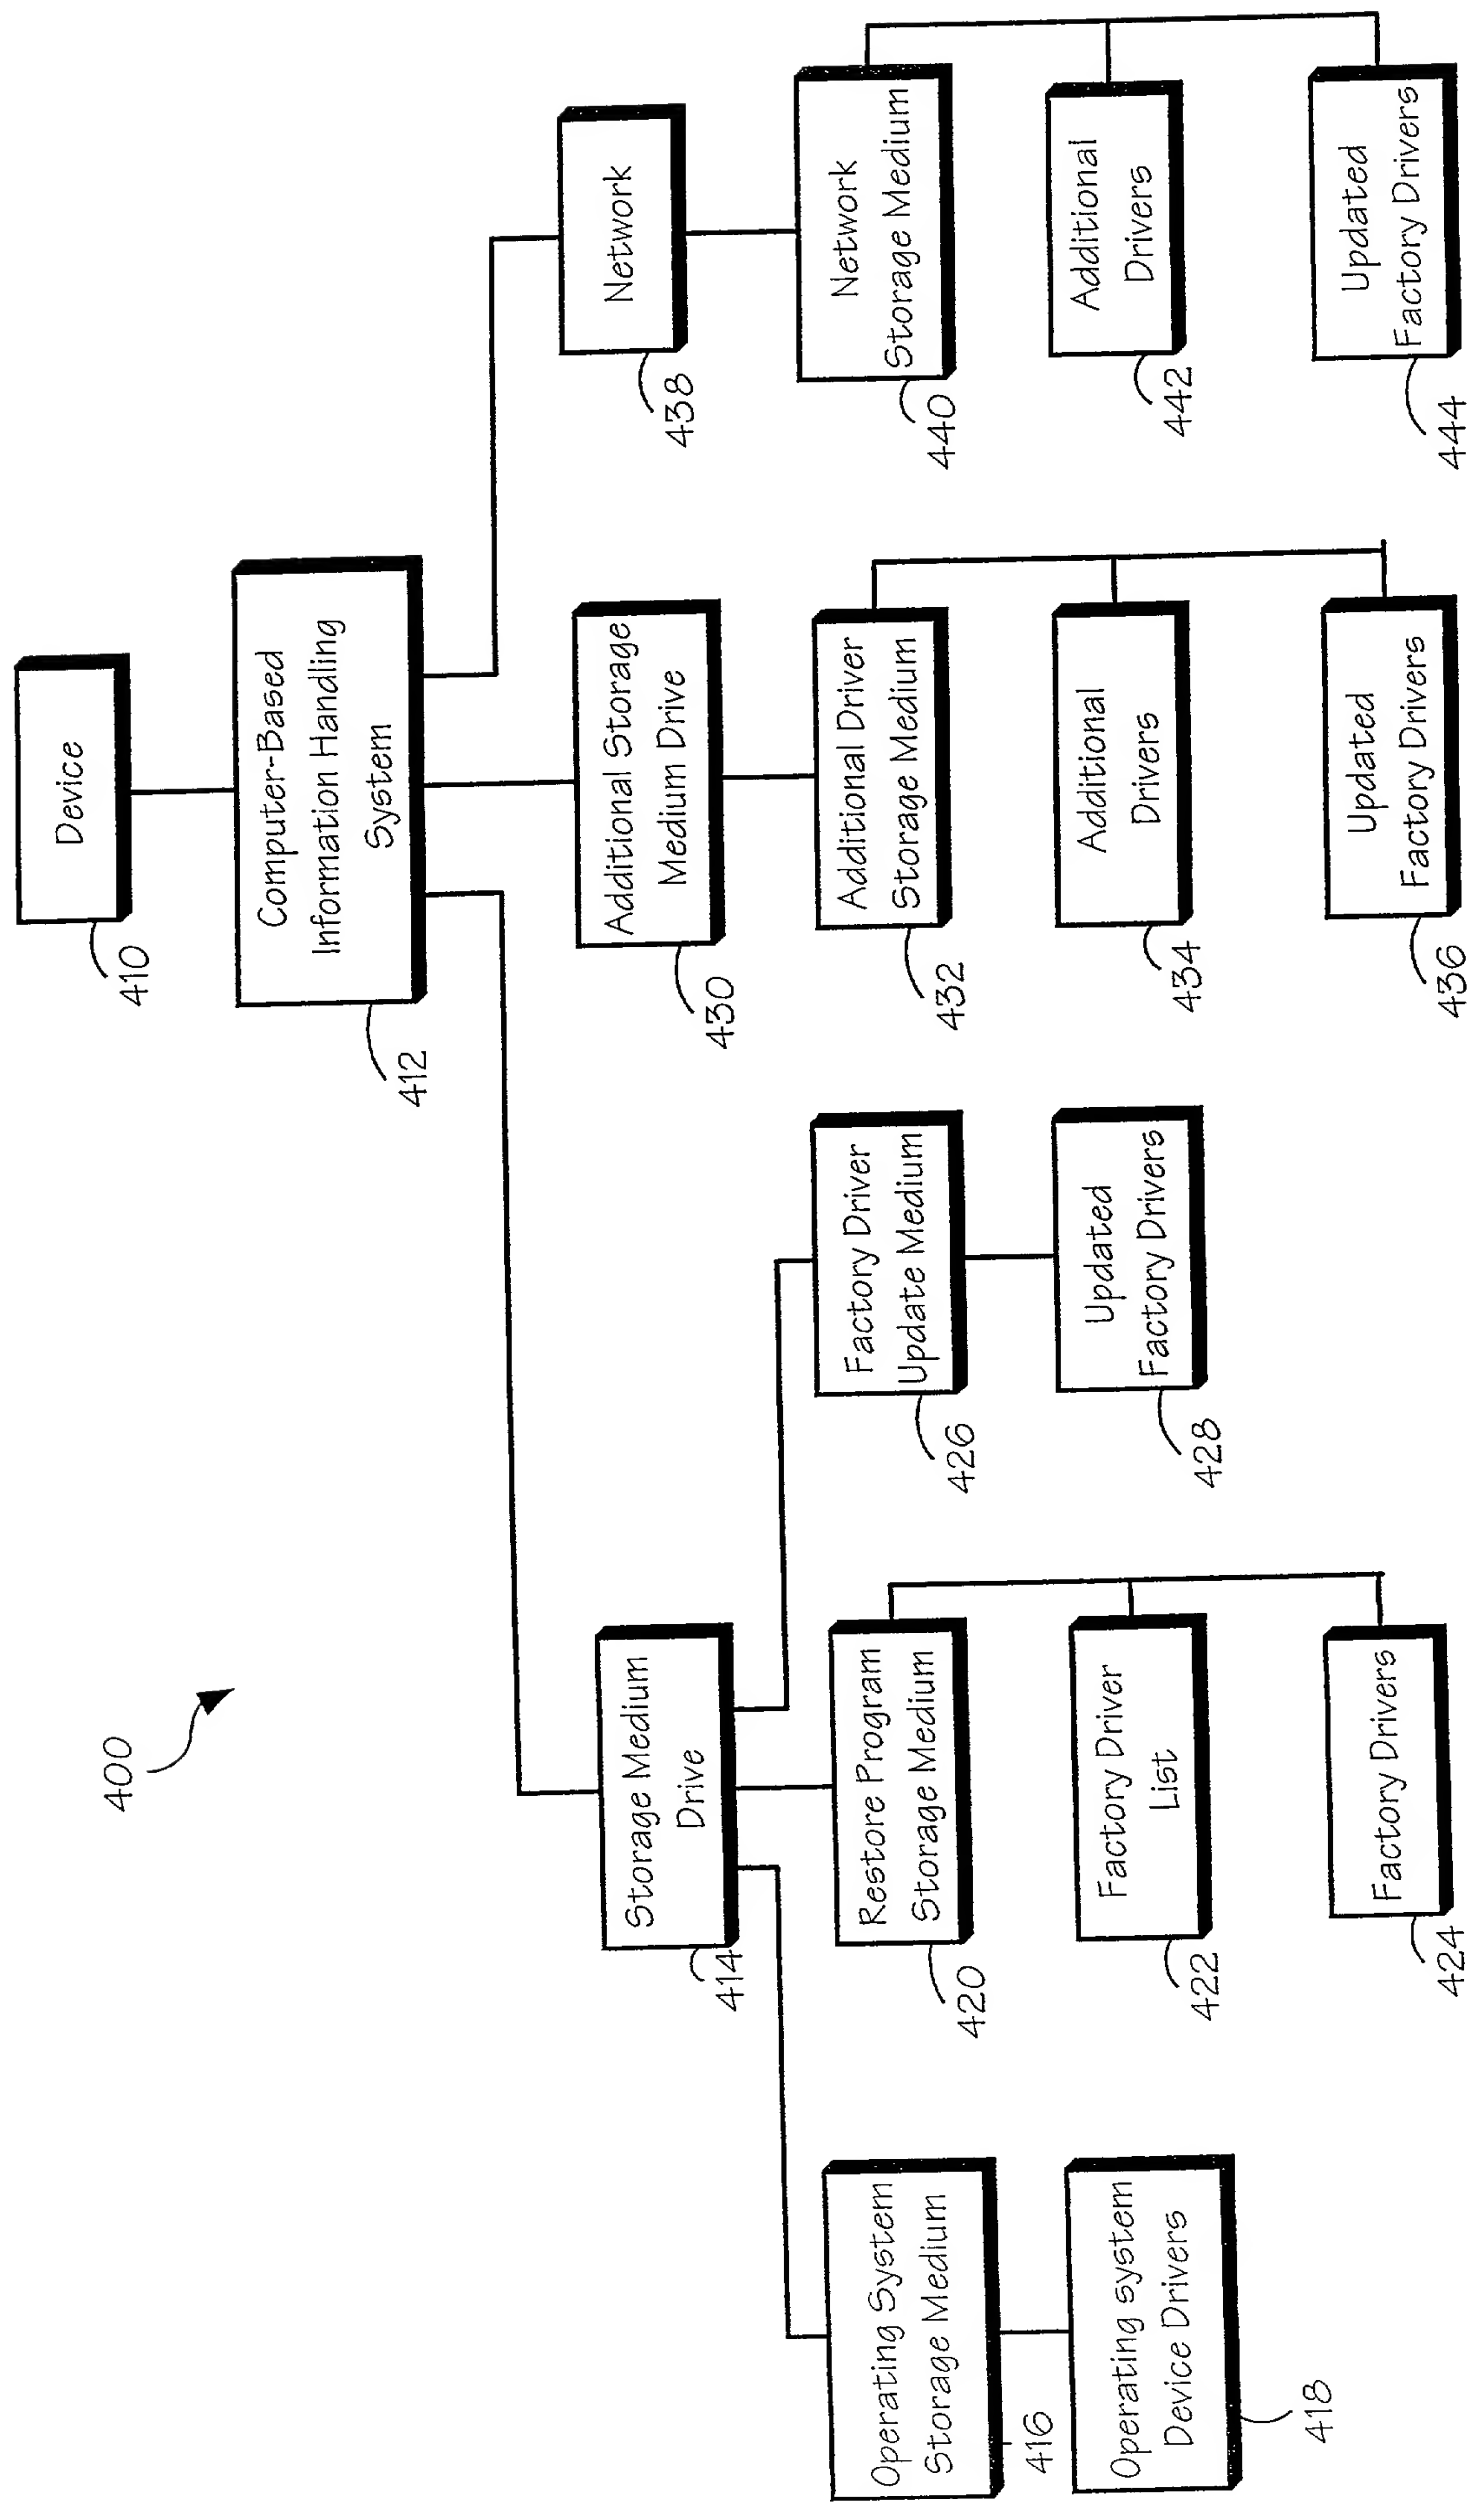 400
Device
410
Computer-Based
Information Handling
System
412
Storage Medium
Drive
414
Additional Storage
Medium Drive
430
Network
438
Operating System
Storage Medium
416
Restore Program
Storage Medium
420
Factory Driver
Update Medium
426
Additional Driver
Storage Medium
432
Network
Storage Medium
440
Operating system
Device Drivers
418
Factory Driver
List
422
Updated
Factory Drivers
428
Additional
Drivers
434
Additional
Drivers
442
Factory Drivers
424
Updated
Factory Drivers
436
Updated
Factory Drivers
444